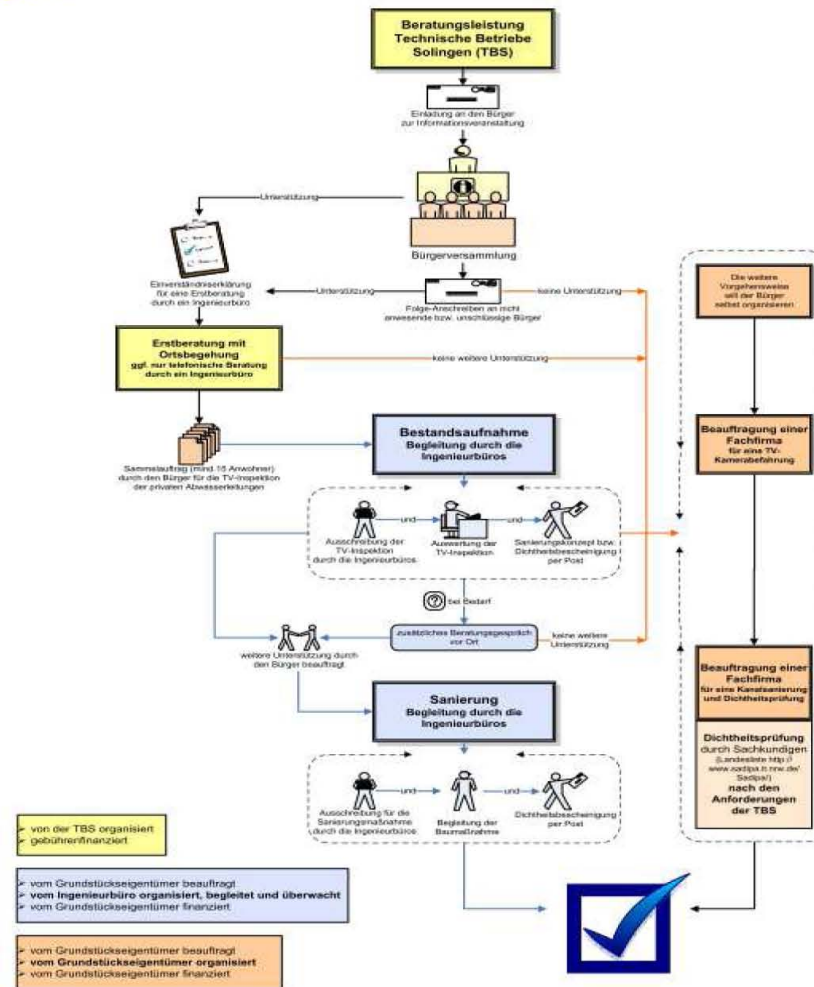 Beratungsleistung
Technische Betriebe
Solingen (TBS)
Einladung an den Bürger
zur Informationsveranstaltung
Unterstützung
Bürgerversammlung
Einverständniserklärung
für eine Erstberatung
durch ein Ingenieurbüro
Unterstützung
keine Unterstützung
Folge-Anschreiben an nicht
anwesende bzw. unschlüssige Bürger
Die weitere
Vorgehensweise
will der Bürger
selbst organisieren
Erstberatung mit
Ortsbegehung
ggf. nur telefonische Beratung
durch ein Ingenieurbüro
keine weitere Unterstützung
Sammelauftrag (mind. 15 Anwohner)
durch den Bürger für die TV-Inspektion
der privaten Abwasserleitungen
Bestandsaufnahme
Begleitung durch die
Ingenieurbüros
Beauftragung einer
Fachfirma
für eine TV-
Kamerabefahrung
und
und
Ausschreibung der
TV-Inspektion
durch die Ingenieurbüros
Auswertung der
TV-Inspektion
Sanierungskonzept bzw.
Dichtheitsbescheinigung
per Post
? bei Bedarf
zusätzliches Beratungsgespräch
vor Ort
keine weitere
Unterstützung
weitere Unterstützung durch
den Bürger beauftragt
Sanierung
Begleitung durch die
Ingenieurbüros
Beauftragung einer
Fachfirma
für eine Kanalsanierung
und Dichtheitsprüfung
Dichtheitsprüfung
durch Sachkundigen
(Landesliste http://
www.sadipa.it.nrw.de/
Sadipa/)
nach den
Anforderungen
der TBS
und
und
Ausschreibung für die
Sanierungsmaßnahme
durch die Ingenieurbüros
Begleitung der
Baumaßnahme
Dichtheitsbescheinigung
per Post
➢ von der TBS organisiert
➢ gebührenfinanziert
➢ vom Grundstückseigentümer beauftragt
➢ vom Ingenieurbüro organisiert, begleitet und überwacht
➢ vom Grundstückseigentümer finanziert
➢ vom Grundstückseigentümer beauftragt
➢ vom Grundstückseigentümer organisiert
➢ vom Grundstückseigentümer finanziert